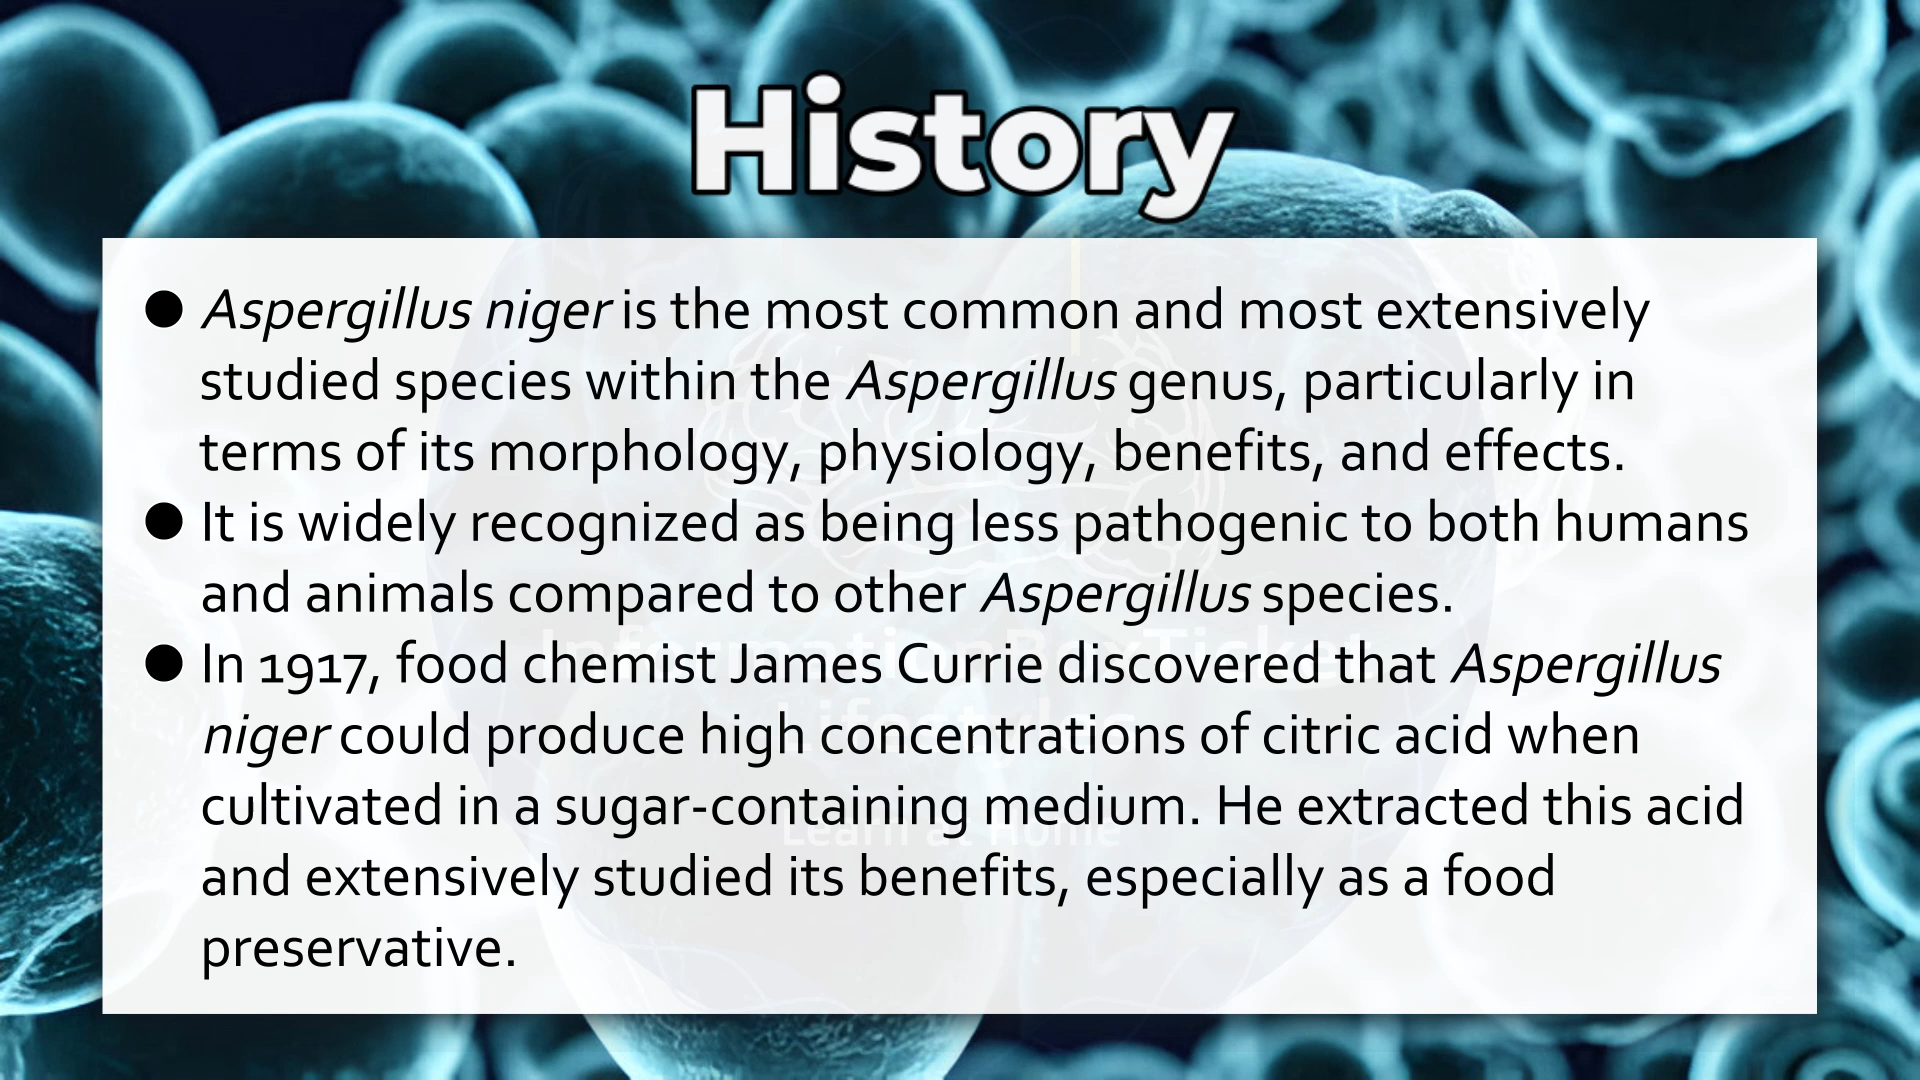 History
● Aspergillus niger is the most common and most extensively
studied species within the Aspergillus genus, particularly in
terms of its morphology, physiology, benefits, and effects.
● It is widely recognized as being less pathogenic to both humans
and animals compared to other Aspergillus species.
● In 1917, food chemist James Currie discovered that Aspergillus
niger could produce high concentrations of citric acid when
cultivated in a sugar-containing medium. He extracted this acid
and extensively studied its benefits, especially as a food
preservative.
Learn at Home